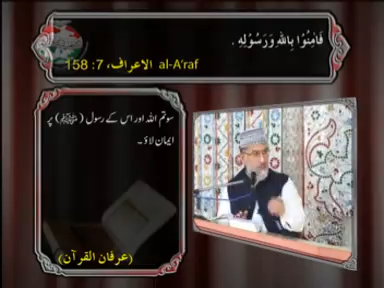 فَاٰمِنُوْا بِاللهِ وَرَسُوْلِهِ .
al-A'raf الاعراف، 7: 158
سو تم اللہ اور اس کے رسول (ﷺ) پر
ایمان لاؤ ۔
(عرفان القرآن)